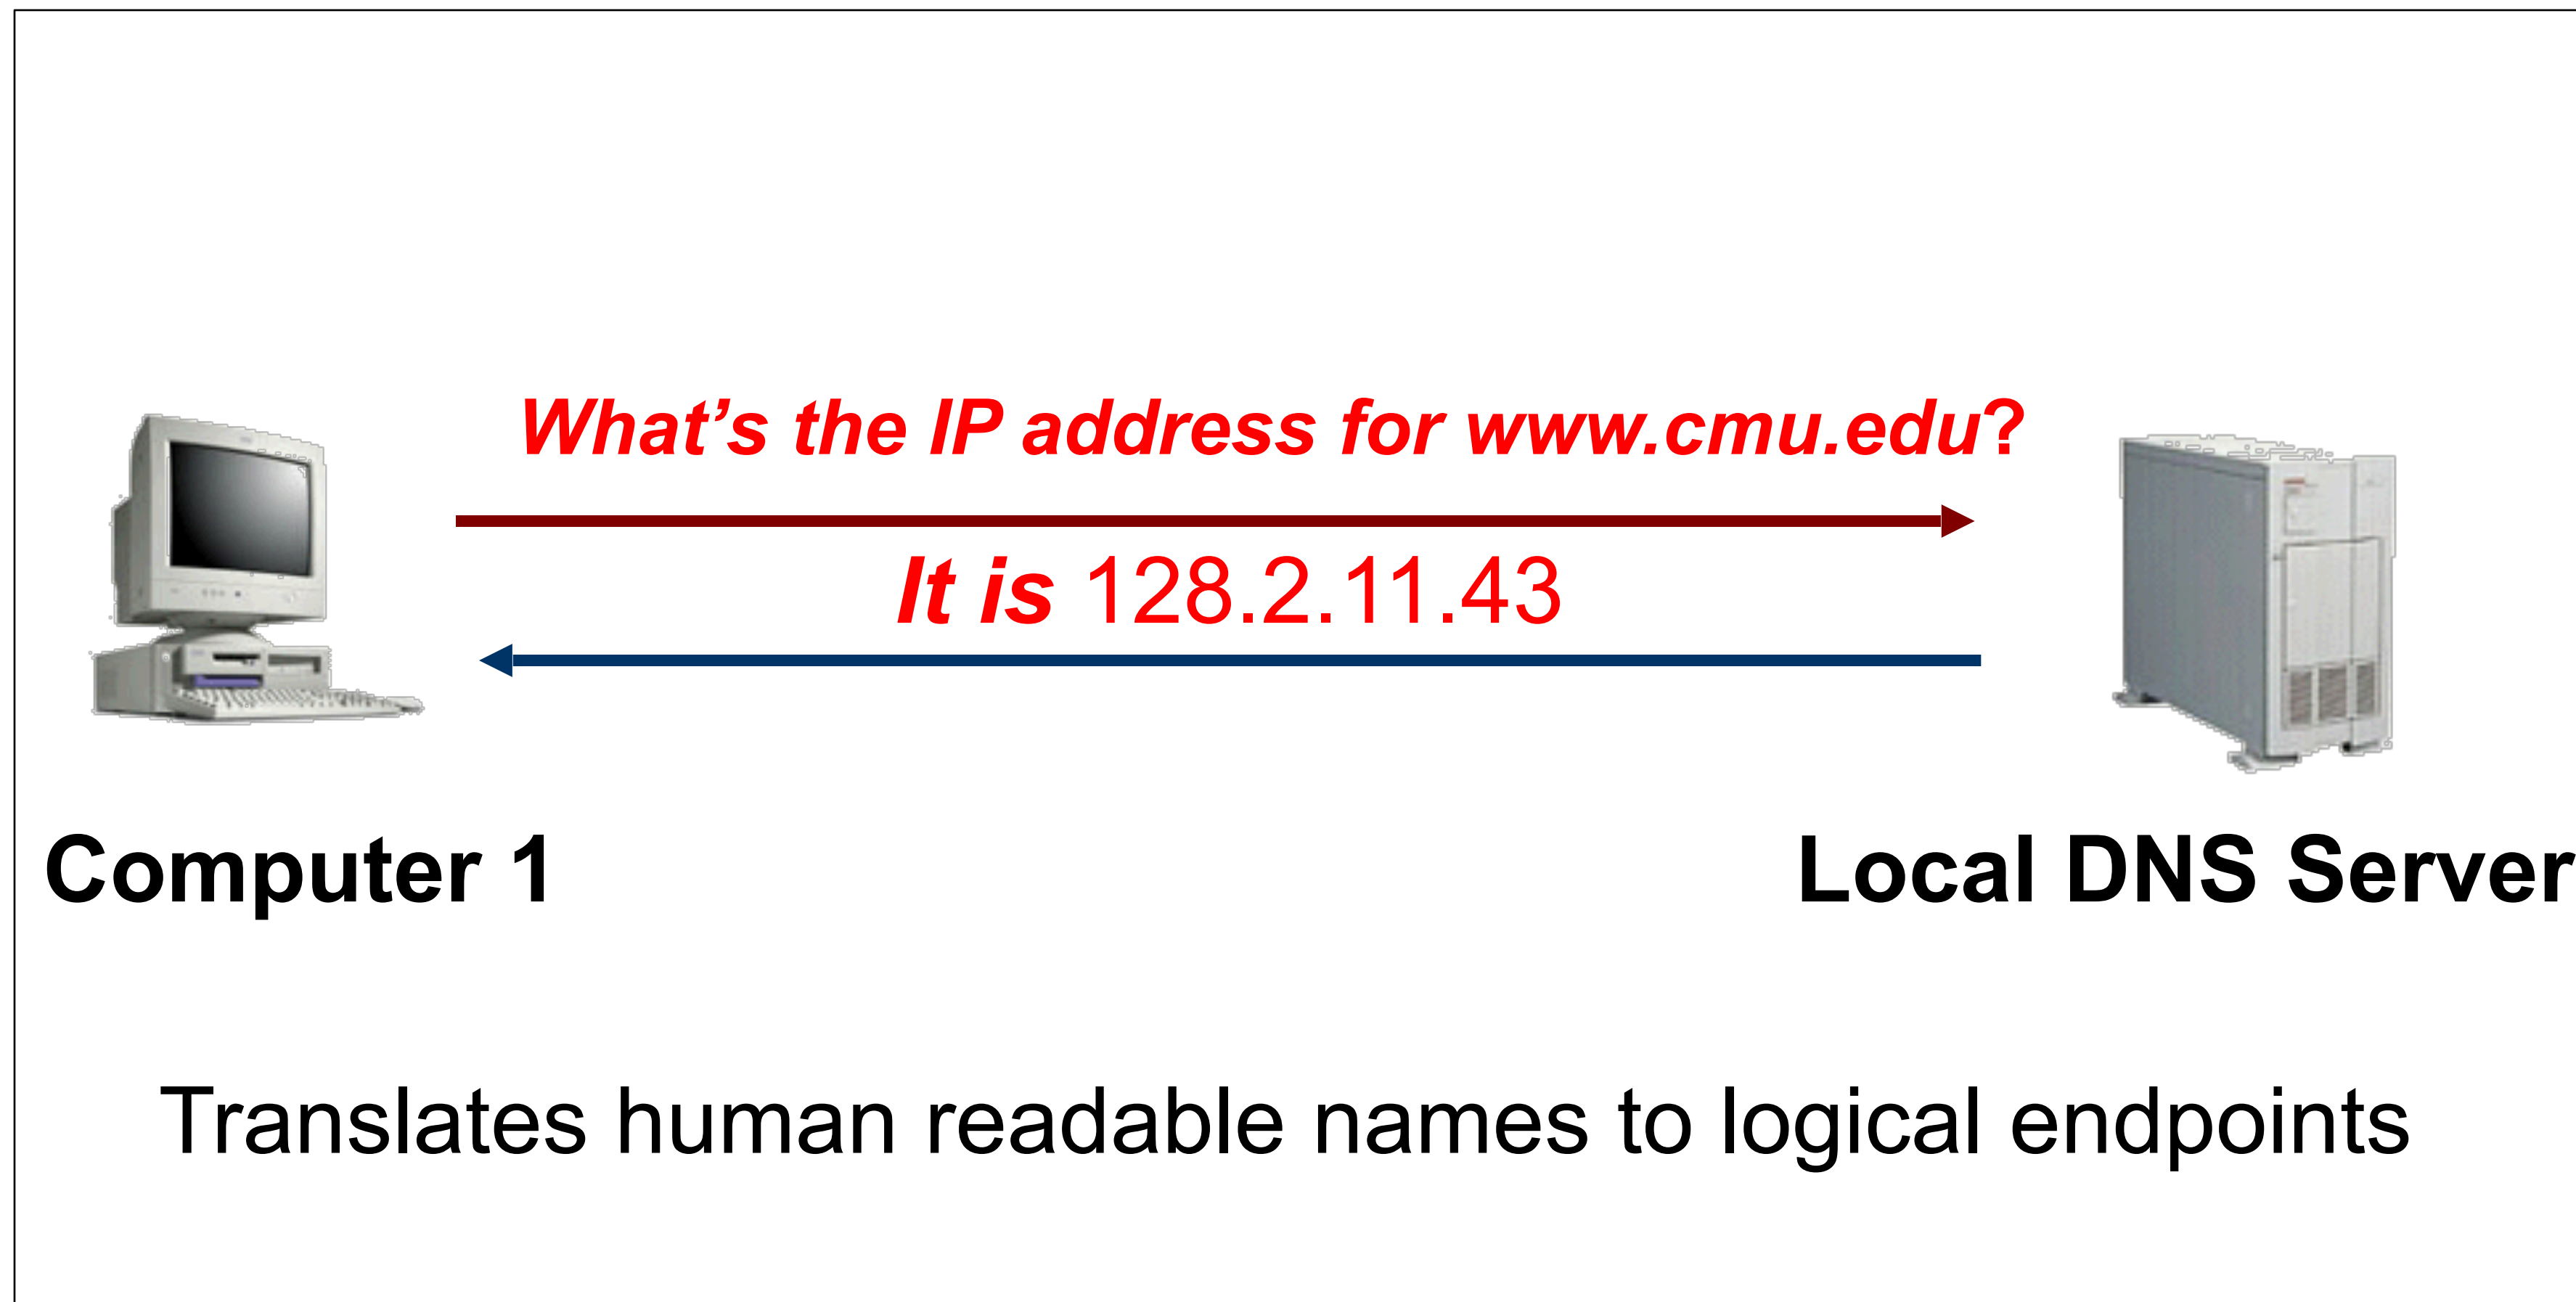 What’s the IP address for www.cmu.edu?
It is 128.2.11.43
Computer 1
Local DNS Server
Translates human readable names to logical endpoints